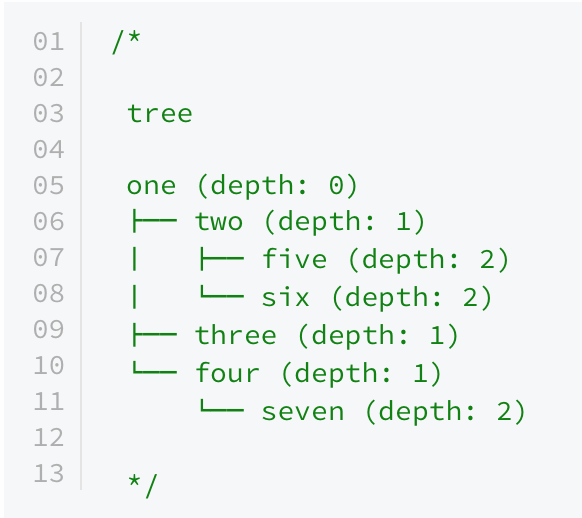 01 /*
02
03  tree
04
05  one (depth: 0)
06  ├── two (depth: 1)
07  │   ├── five (depth: 2)
08  │   └── six (depth: 2)
09  ├── three (depth: 1)
10  └── four (depth: 1)
11      └── seven (depth: 2)
12
13  */